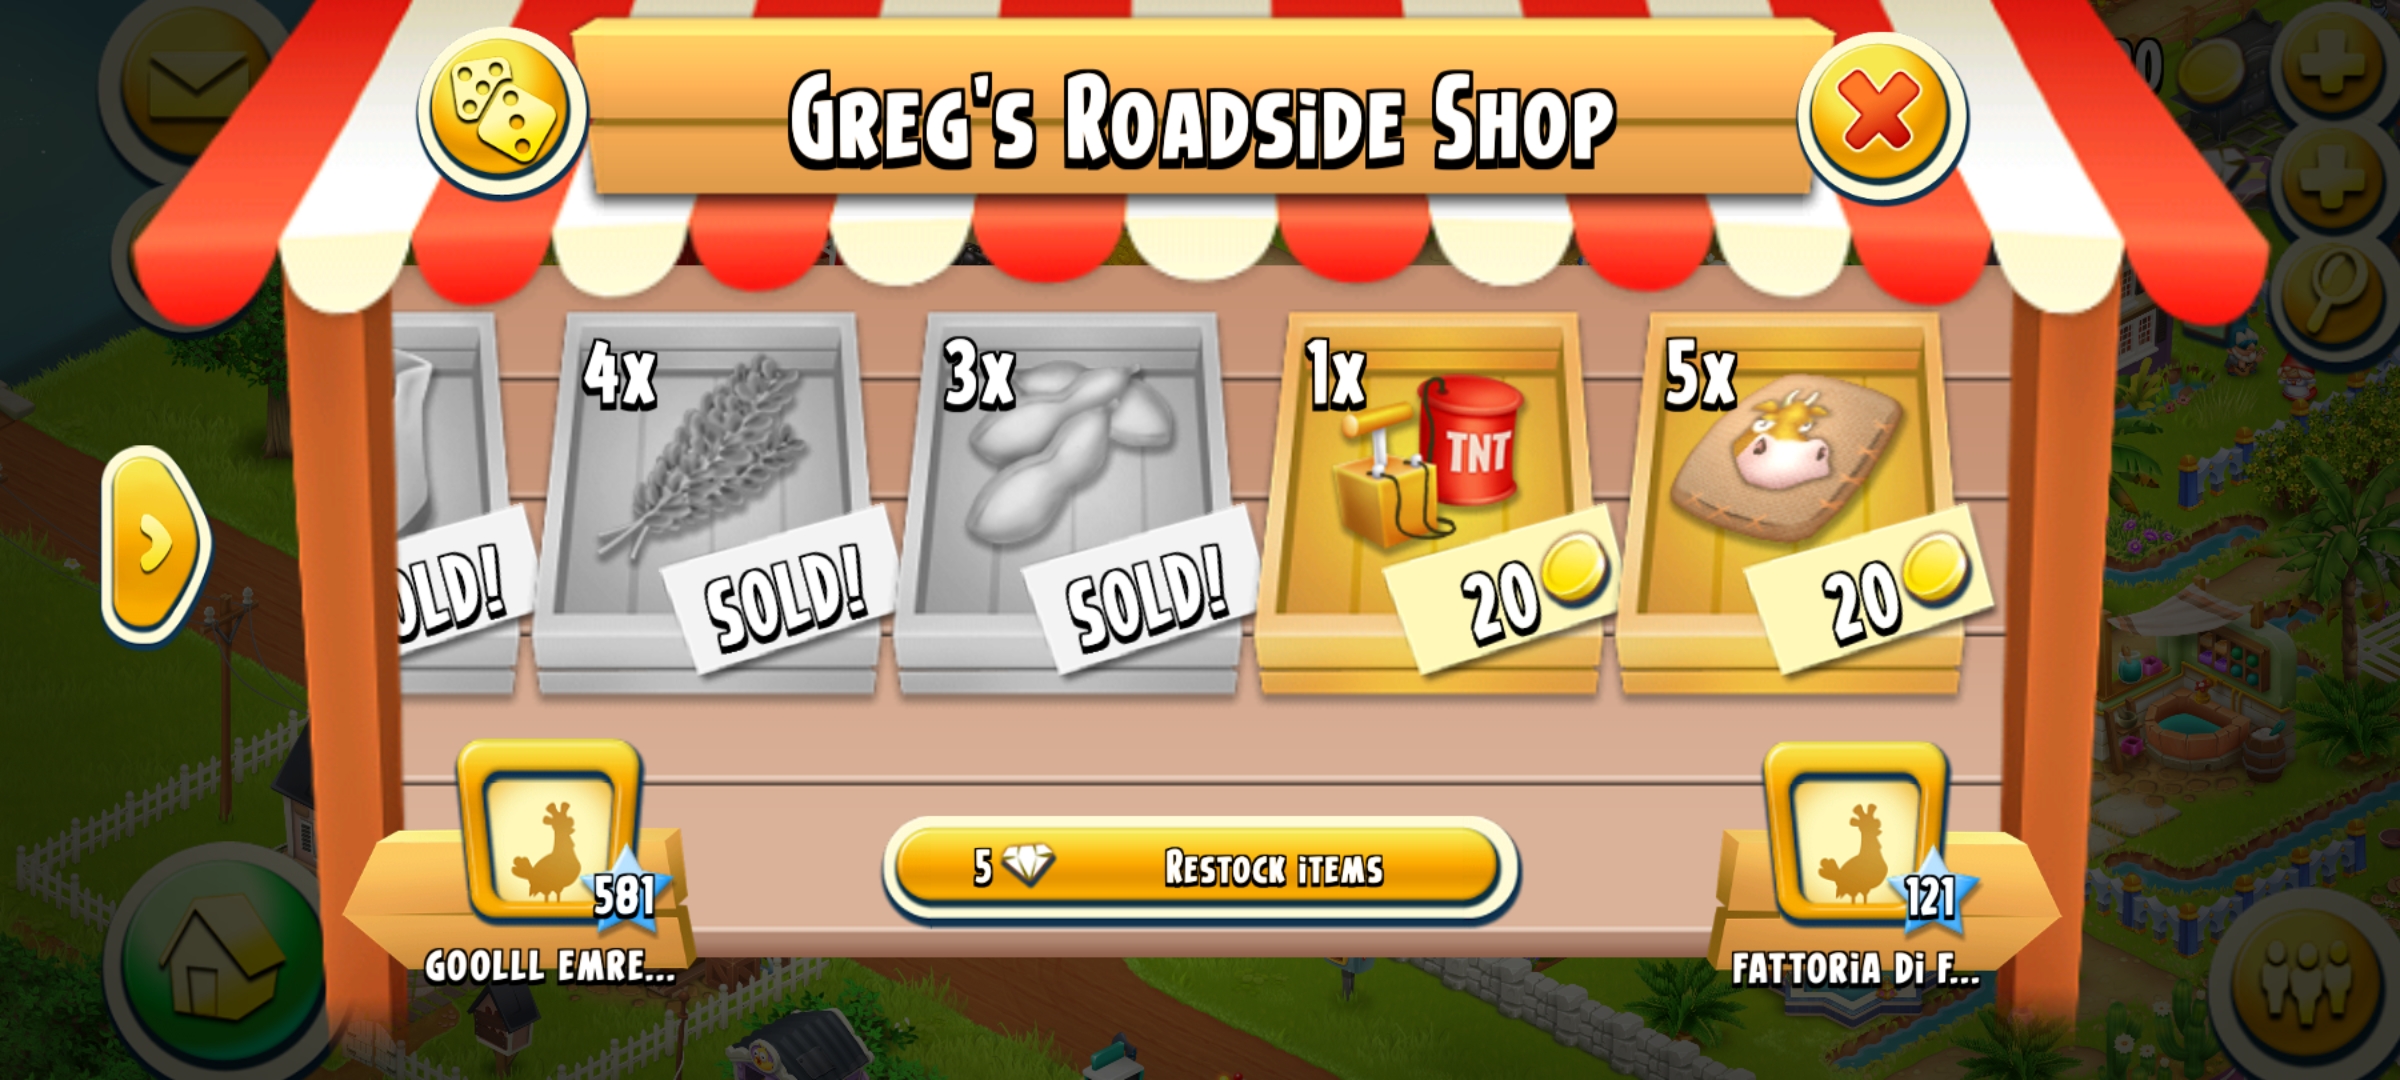 Greg's Roadside Shop
4x
3x
1x
5x
TNT
SOLD!
SOLD!
20
20
5
Restock items
581
121
GOOLLL EMRE...
FATTORIA DI F...